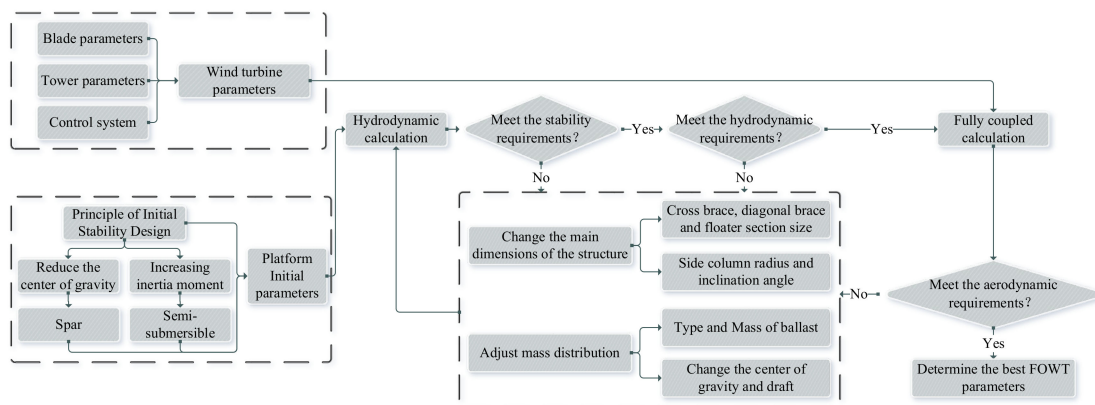 Blade parameters
Tower parameters
Control system
Wind turbine
parameters
Principle of Initial
Stability Design
Reduce the
center of gravity
Increasing
inertia moment
Spar
Semi-
submersible
Platform
Initial
parameters
Hydrodynamic
calculation
Meet the stability
requirements?
Yes
No
Meet the hydrodynamic
requirements?
Yes
No
Fully coupled
calculation
Change the main
dimensions of the structure
Cross brace, diagonal brace
and floater section size
Side column radius and
inclination angle
Adjust mass distribution
Type and Mass of ballast
Change the center of
gravity and draft
Meet the aerodynamic
requirements?
No
Yes
Determine the best FOWT
parameters